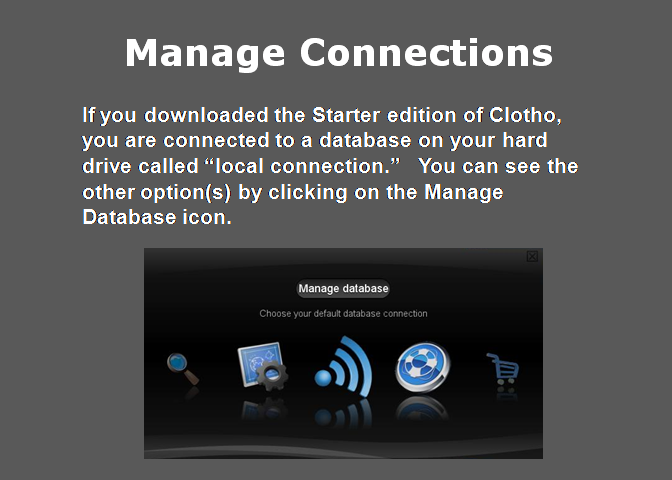 Manage Connections
If you downloaded the Starter edition of Clotho,
you are connected to a database on your hard
drive called “local connection.”   You can see the
other option(s) by clicking on the Manage
Database icon.
Manage database
Choose your default database connection